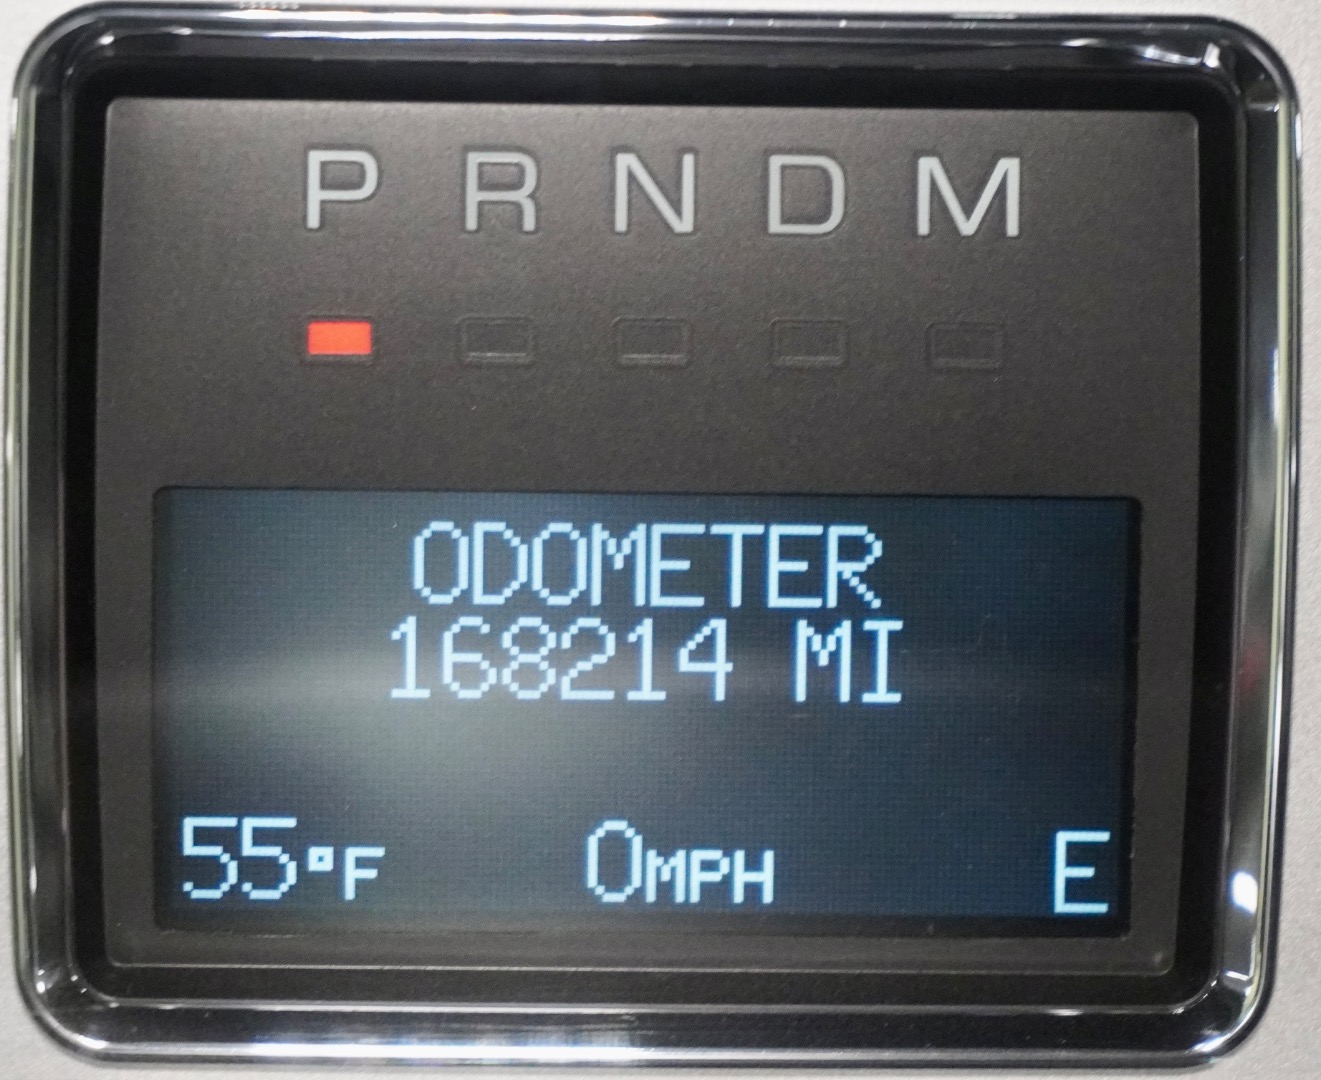 P R N D M
ODOMETER
168214 MI
55°F 0MPH E